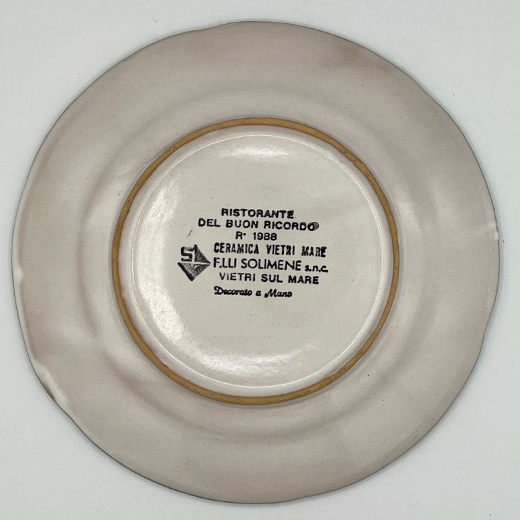 RISTORANTE
DEL BUON RICORDO
R• 1988
CERAMICA VIETRI MARE
S F.LLI SOLIMENE s.n.c.
VIETRI SUL MARE
Decorato a Mano